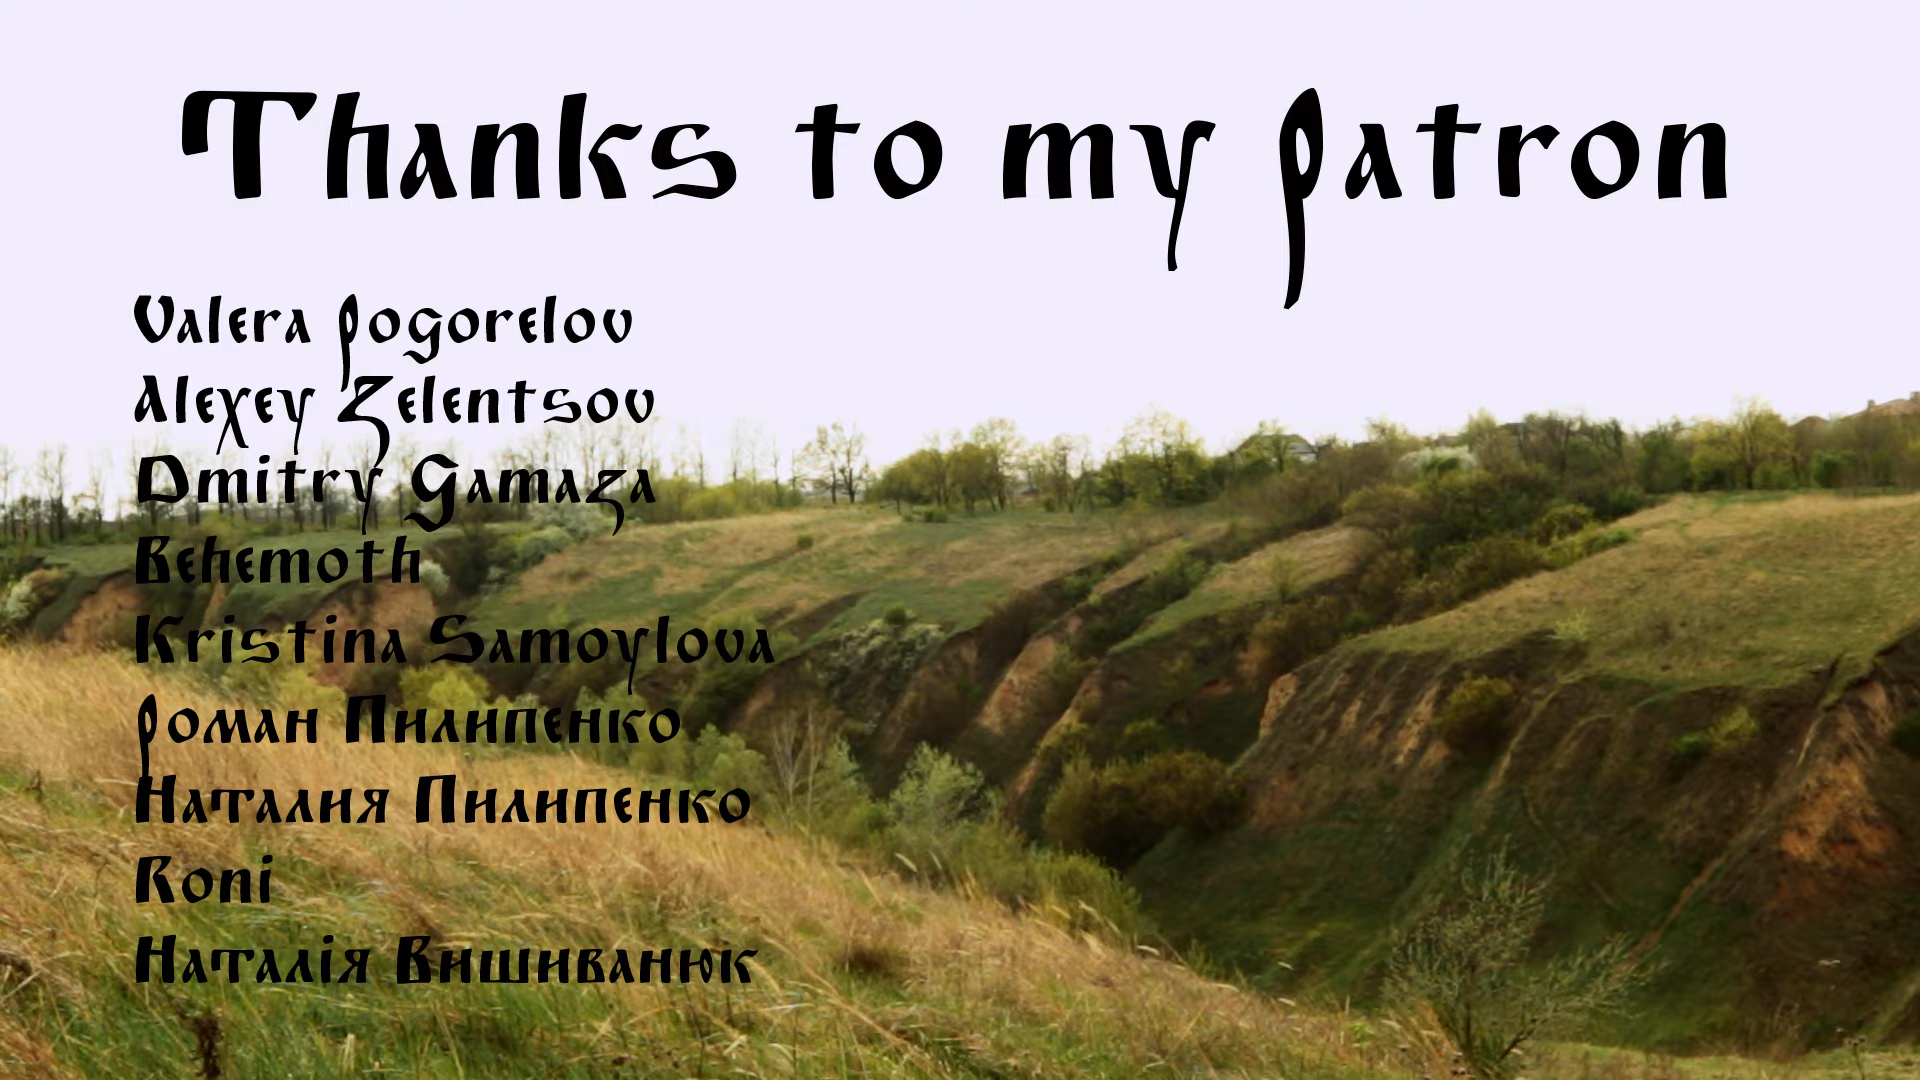 Thanks to my patron
Valera Pogorelov
Alexey Zelentsov
Dmitry Gamaza
Behemoth
Kristina Samoylova
Роман Пилипенко
Наталия Пилипенко
Roni
Наталія Вишиванюк